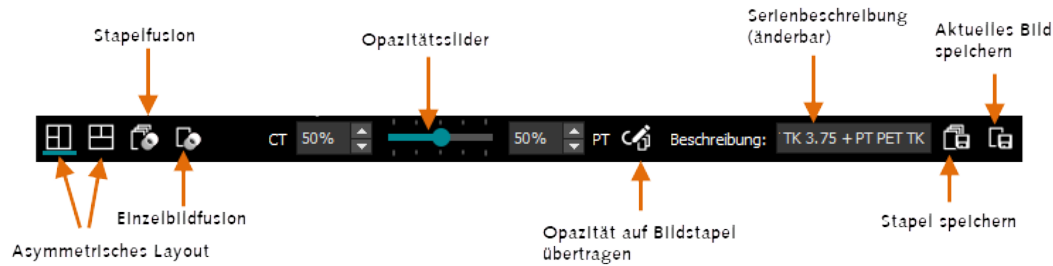 Serienbeschreibung
(änderbar)
Stapelfusion
Opazitätsslider
Aktuelles Bild
speichern
CT 50% 50% PT Beschreibung: TK 3.75 + PT PET TK
Einzelbildfusion
Asymmetrisches Layout
Opazität auf Bildstapel
übertragen
Stapel speichern